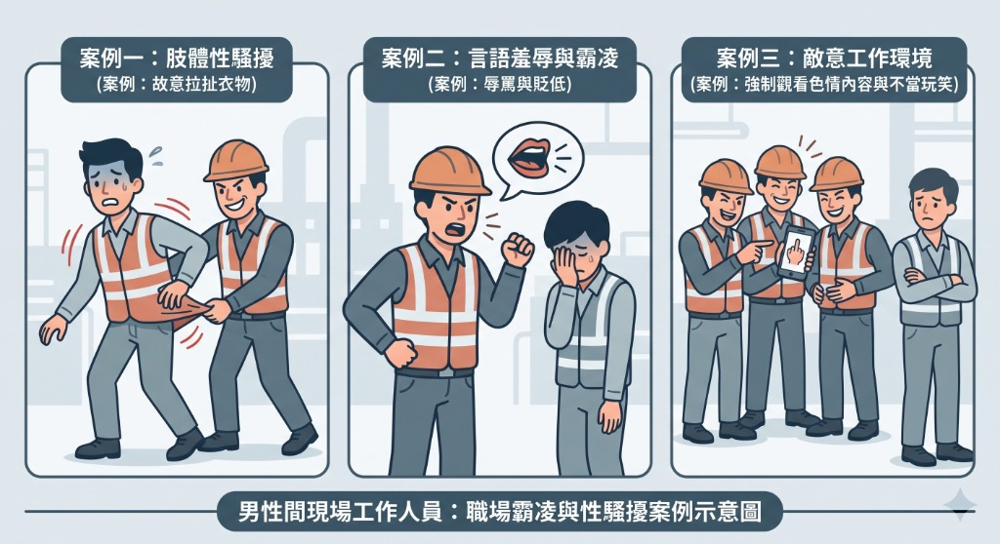 案例一：肢體性騷擾
(案例：故意拉扯衣物)
案例二：言語羞辱與霸凌
(案例：辱罵與貶低)
案例三：敵意工作環境
(案例：強制觀看色情內容與不當玩笑)
男性間現場工作人員：職場霸凌與性騷擾案例示意圖